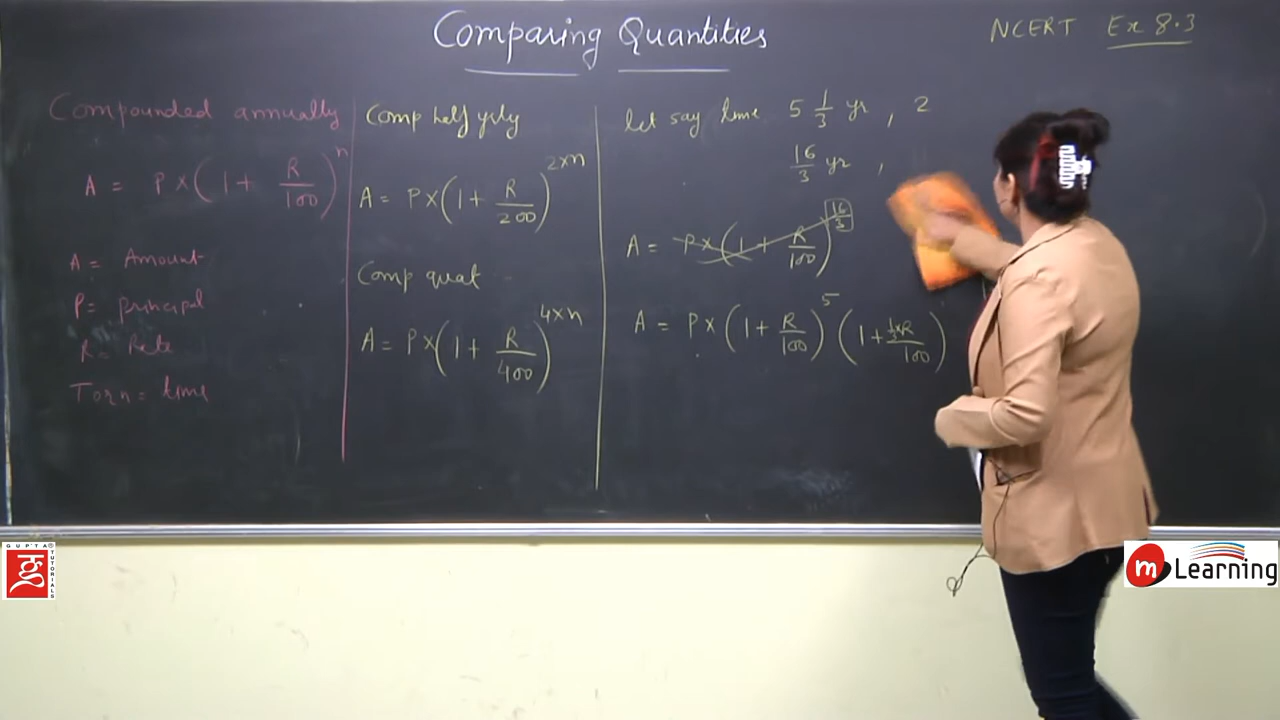 Comparing Quantities
NCERT Ex 8.3
Compounded annually
A = P × (1 + R/100)^n
A = Amount
P = principal
R = Rate
T or n = time
Comp half yrly
A = P × (1 + R/200)^2×n
Comp quat
A = P × (1 + R/400)^4×n
let say time 5 1/3 yr , 2
16/3 yr ,
A = P × (1 + R/100)^16/3
A = P × (1 + R/100)^5 (1 + 1/3×R/100)
GUPTA TUTORIALS
m Learning